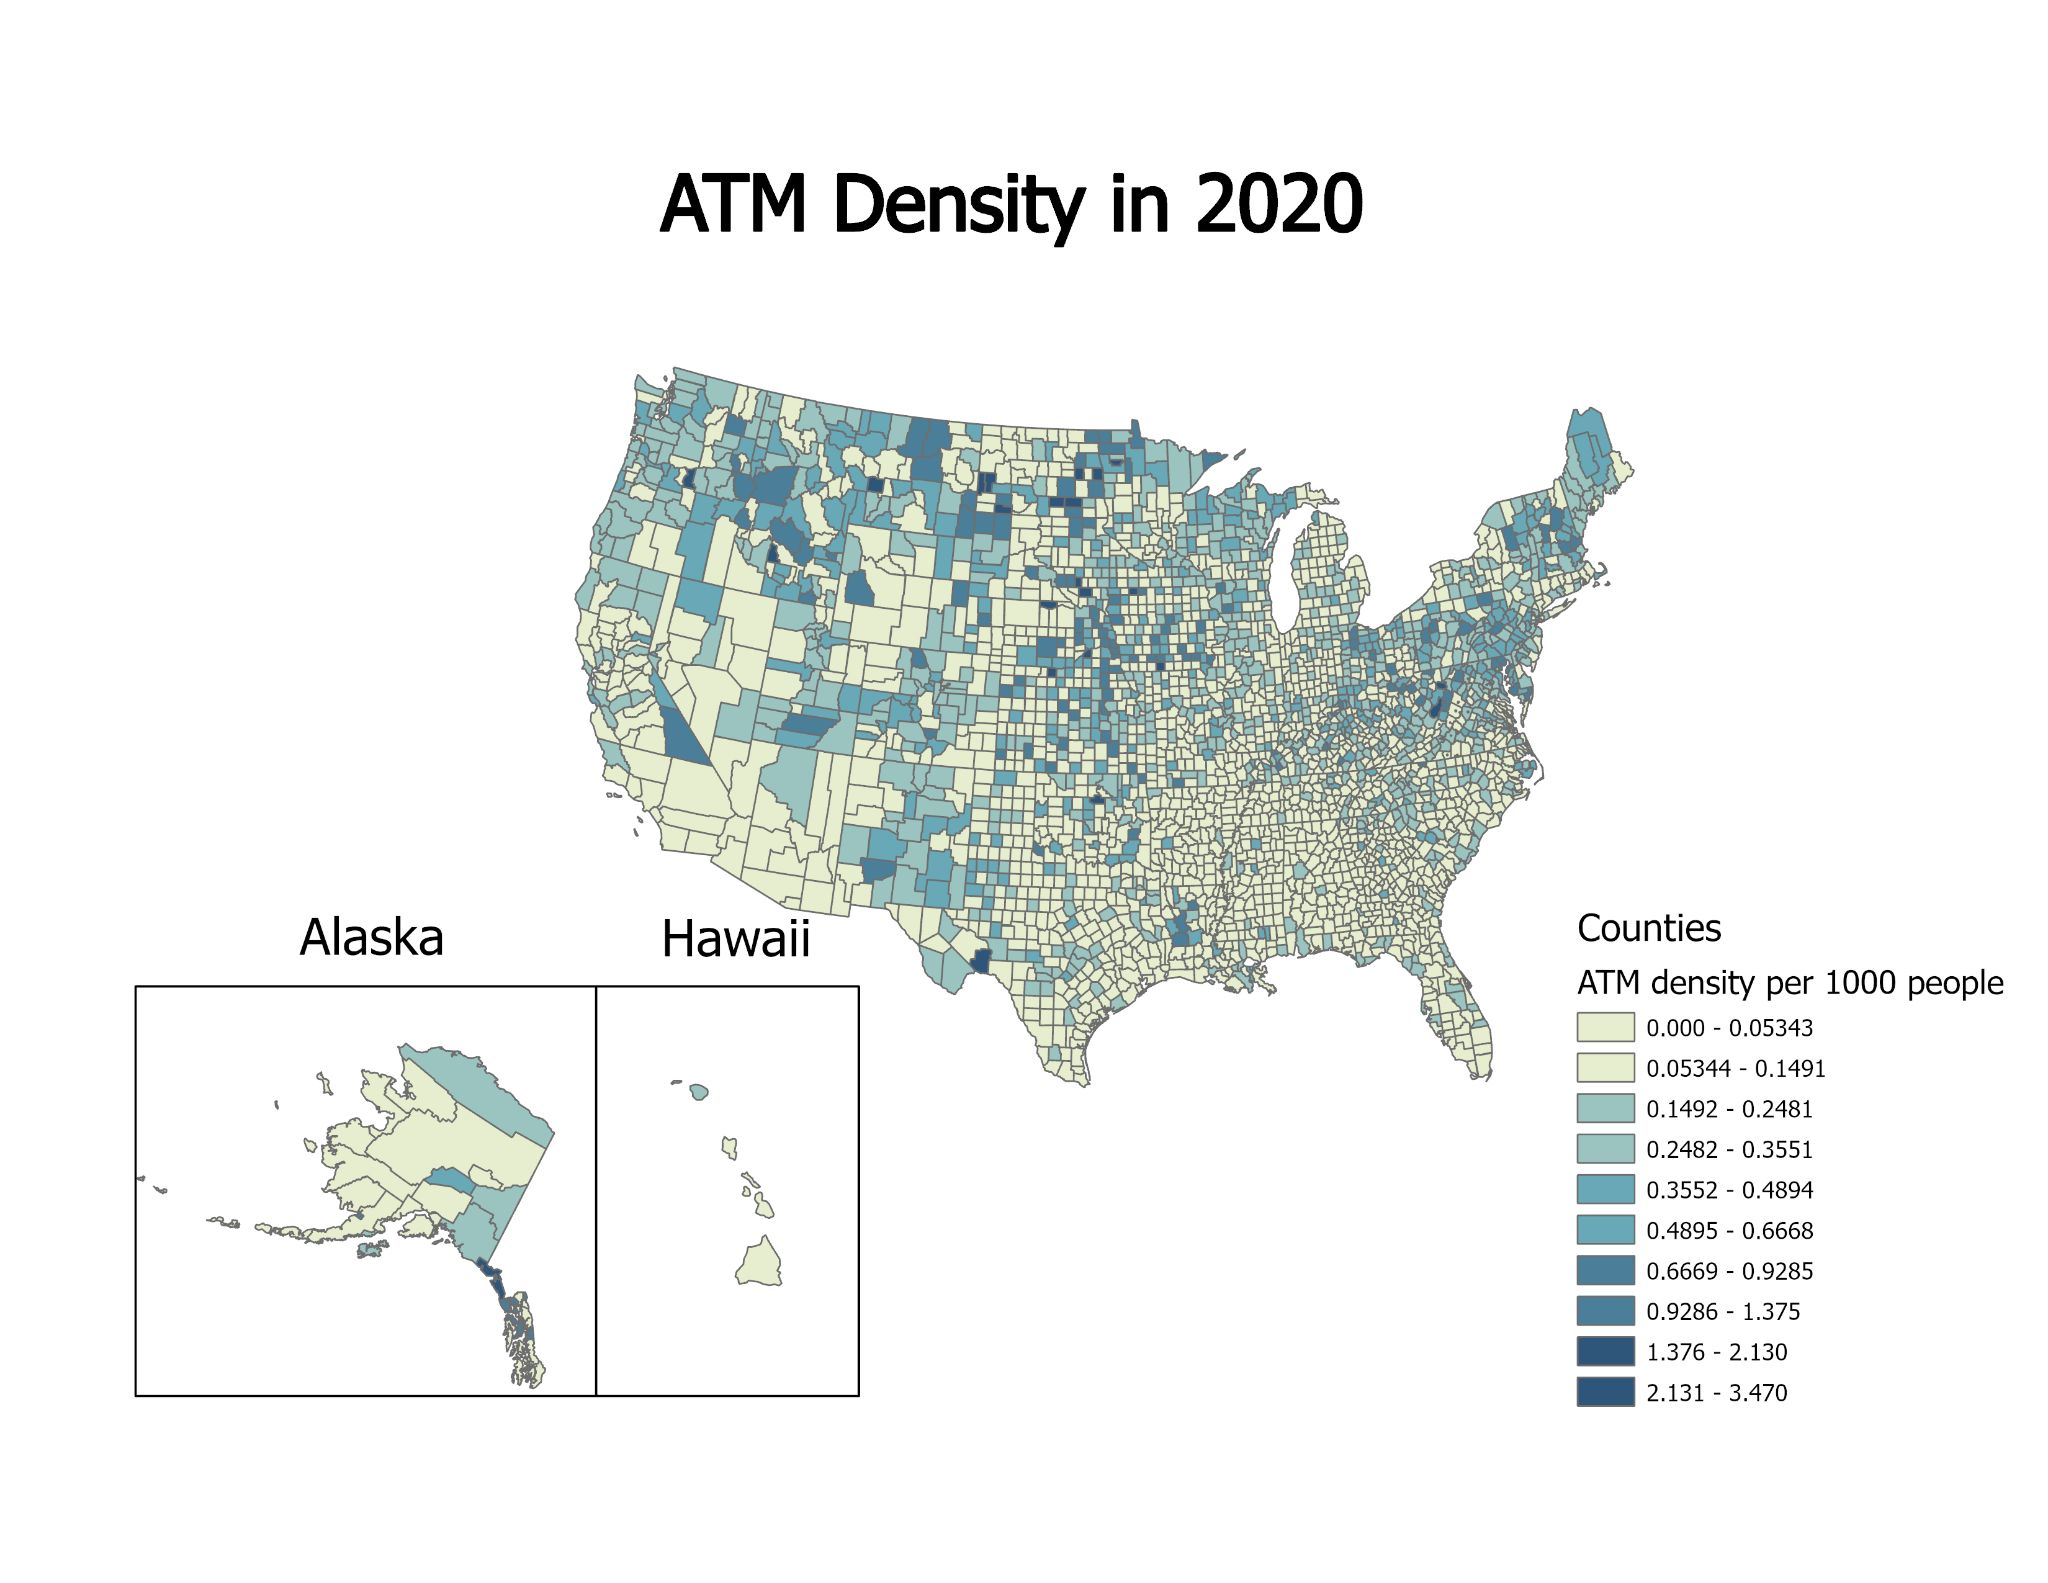 ATM Density in 2020
Alaska
Hawaii
Counties
ATM density per 1000 people
0.000 - 0.05343
0.05344 - 0.1491
0.1492 - 0.2481
0.2482 - 0.3551
0.3552 - 0.4894
0.4895 - 0.6668
0.6669 - 0.9285
0.9286 - 1.375
1.376 - 2.130
2.131 - 3.470